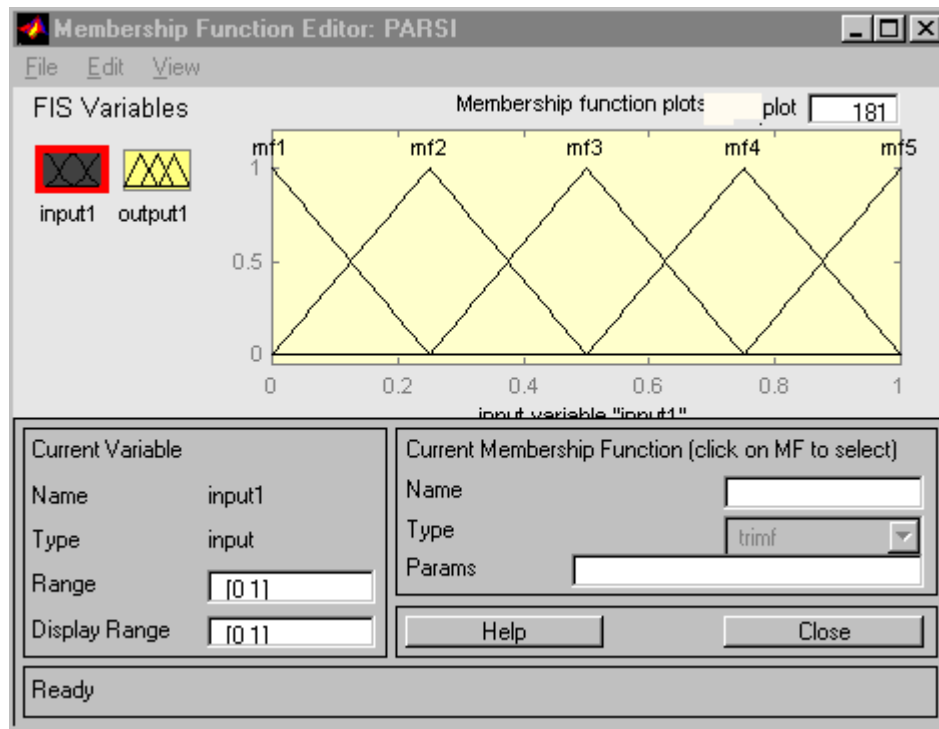 Membership Function Editor: PARSI
File Edit View
FIS Variables
Membership function plots plot 181
mf1 mf2 mf3 mf4 mf5
1
0.5
0
0 0.2 0.4 0.6 0.8 1
input variable "input1"
input1 output1
Current Variable
Name input1
Type input
Range [0 1]
Display Range [0 1]
Current Membership Function (click on MF to select)
Name
Type trimf
Params
Help Close
Ready